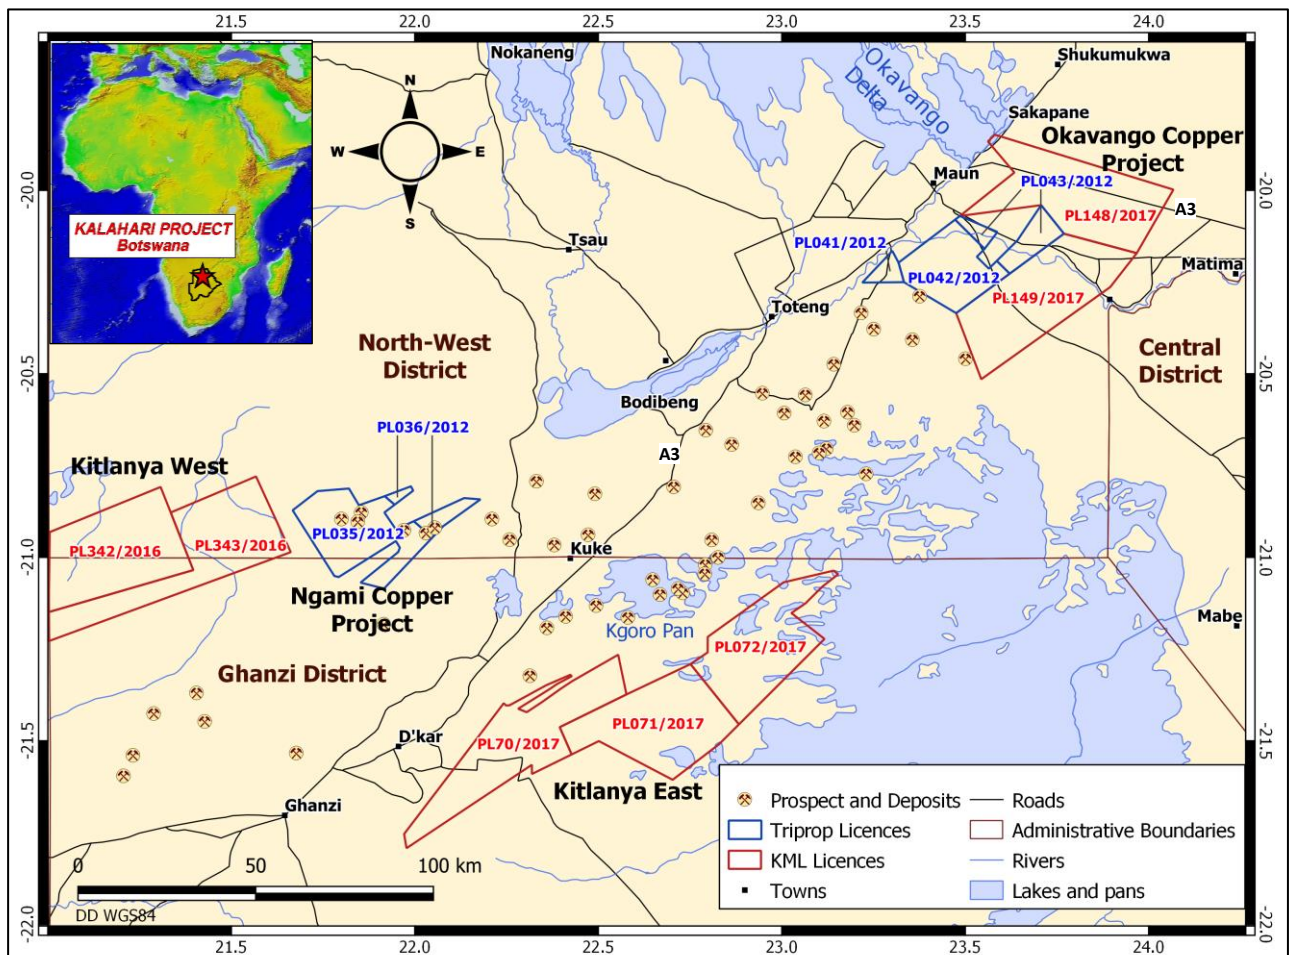 21.5
22.0
22.5
23.0
23.5
24.0
Nokaneng
Shukumukwa
Okavango
Delta
Sakapane
Okavango Copper
Project
N
W
E
S
-20.0
-20.0
Maun
PL043/2012
A3
PL148/2017
KALAHARI PROJECT
Botswana
Tsau
PL041/2012
Matima
PL042/2012
PL149/2017
Toteng
North-West
District
Central
District
-20.5
-20.5
Bodibeng
PL036/2012
A3
Kitlanya West
PL035/2012
PL342/2016
PL343/2016
Kuke
-21.0
-21.0
Ngami Copper
Project
Mabe
Kgoro Pan
PL072/2017
Ghanzi District
PL071/2017
D'kar
PL70/2017
-21.5
-21.5
Kitlanya East
Ghanzi
Prospect and Deposits
Roads
Triprop Licences
Administrative Boundaries
KML Licences
Rivers
Towns
Lakes and pans
0
50
100 km
DD WGS84
-22.0
-22.0
21.5
22.0
22.5
23.0
23.5
24.0